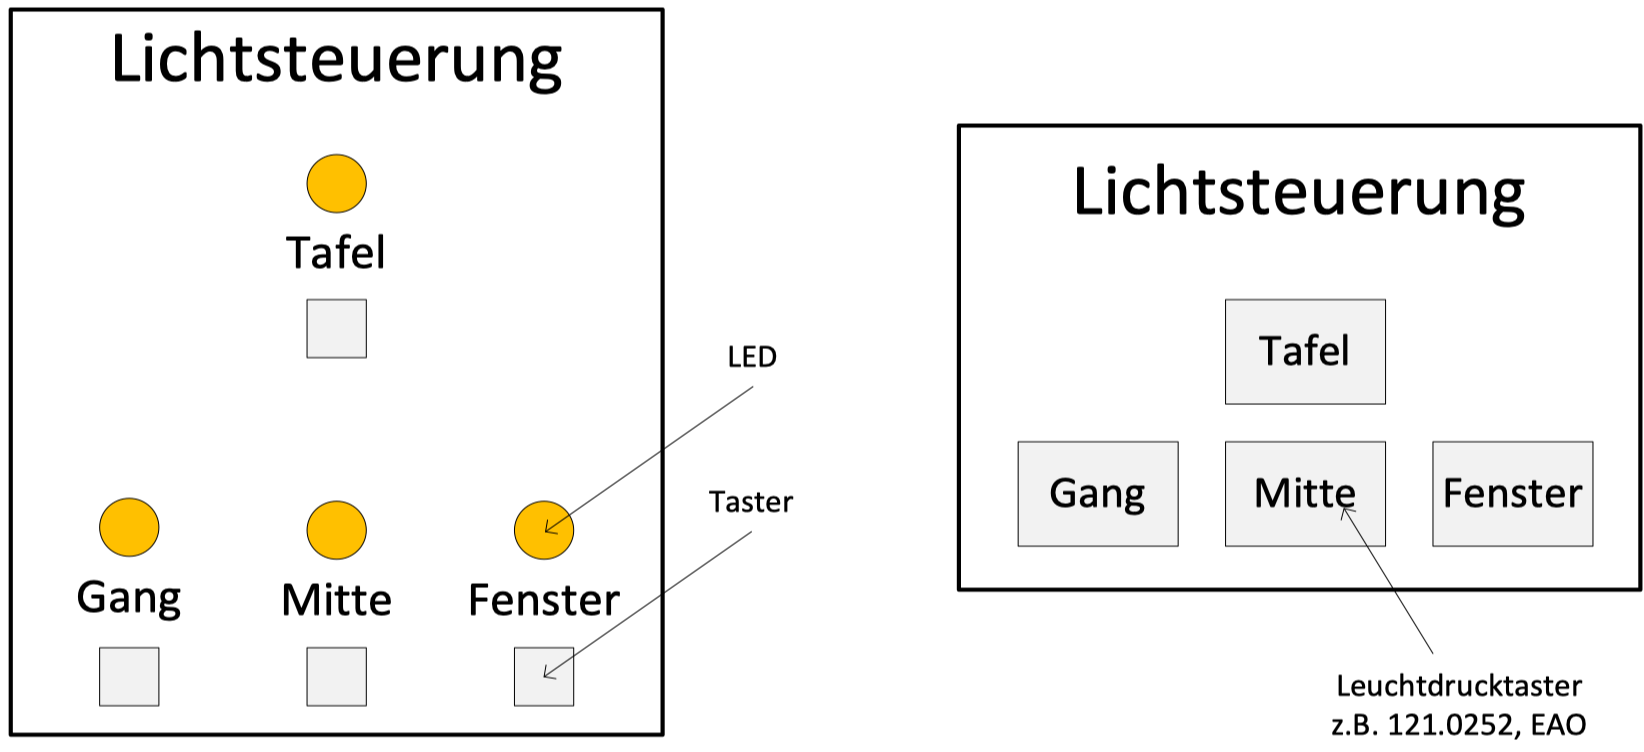 Lichtsteuerung
Tafel
Gang Mitte Fenster
LED
Taster
Lichtsteuerung
Tafel
Gang Mitte Fenster
Leuchtdrucktaster
z.B. 121.0252, EAO